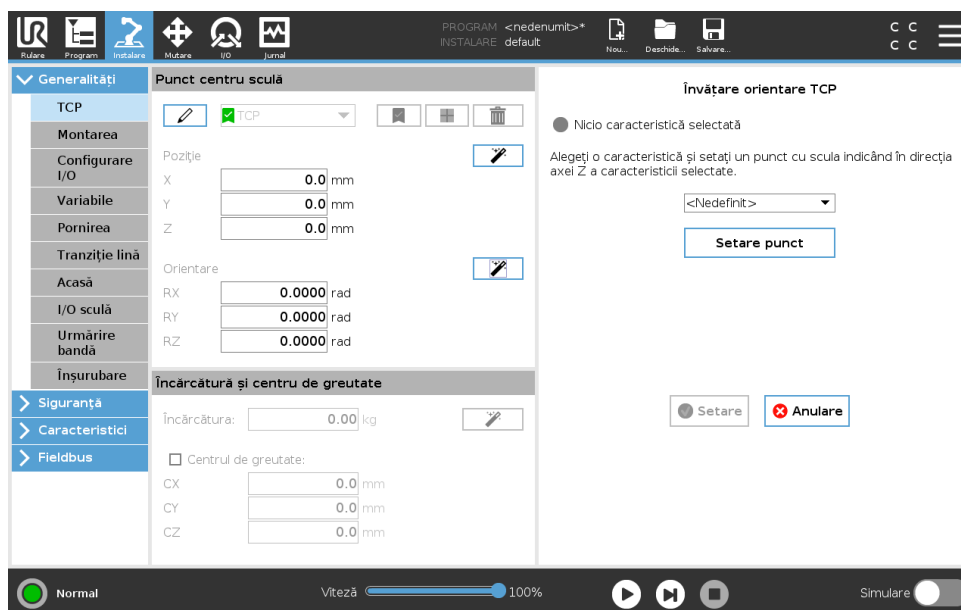 PROGRAM <nedenumit>*
INSTALARE default
Rulare Program Instalare Mutare I/O Jurnal Nou... Deschide... Salvare...
C C
C C
Generalități
TCP
Montarea
Configurare
I/O
Variabile
Pornirea
Tranziție lină
Acasă
I/O sculă
Urmărire
bandă
Înșurubare
Siguranță
Caracteristici
Fieldbus
Punct centru sculă
TCP
Poziție
X 0.0 mm
Y 0.0 mm
Z 0.0 mm
Orientare
RX 0.0000 rad
RY 0.0000 rad
RZ 0.0000 rad
Încărcătură și centru de greutate
Încărcătura: 0.00 kg
Centrul de greutate:
CX 0.0 mm
CY 0.0 mm
CZ 0.0 mm
Învățare orientare TCP
Nicio caracteristică selectată
Alegeți o caracteristică și setați un punct cu scula indicând în direcția
axei Z a caracteristicii selectate.
<Nedefinit>
Setare punct
Setare Anulare
Normal Viteză 100% Simulare